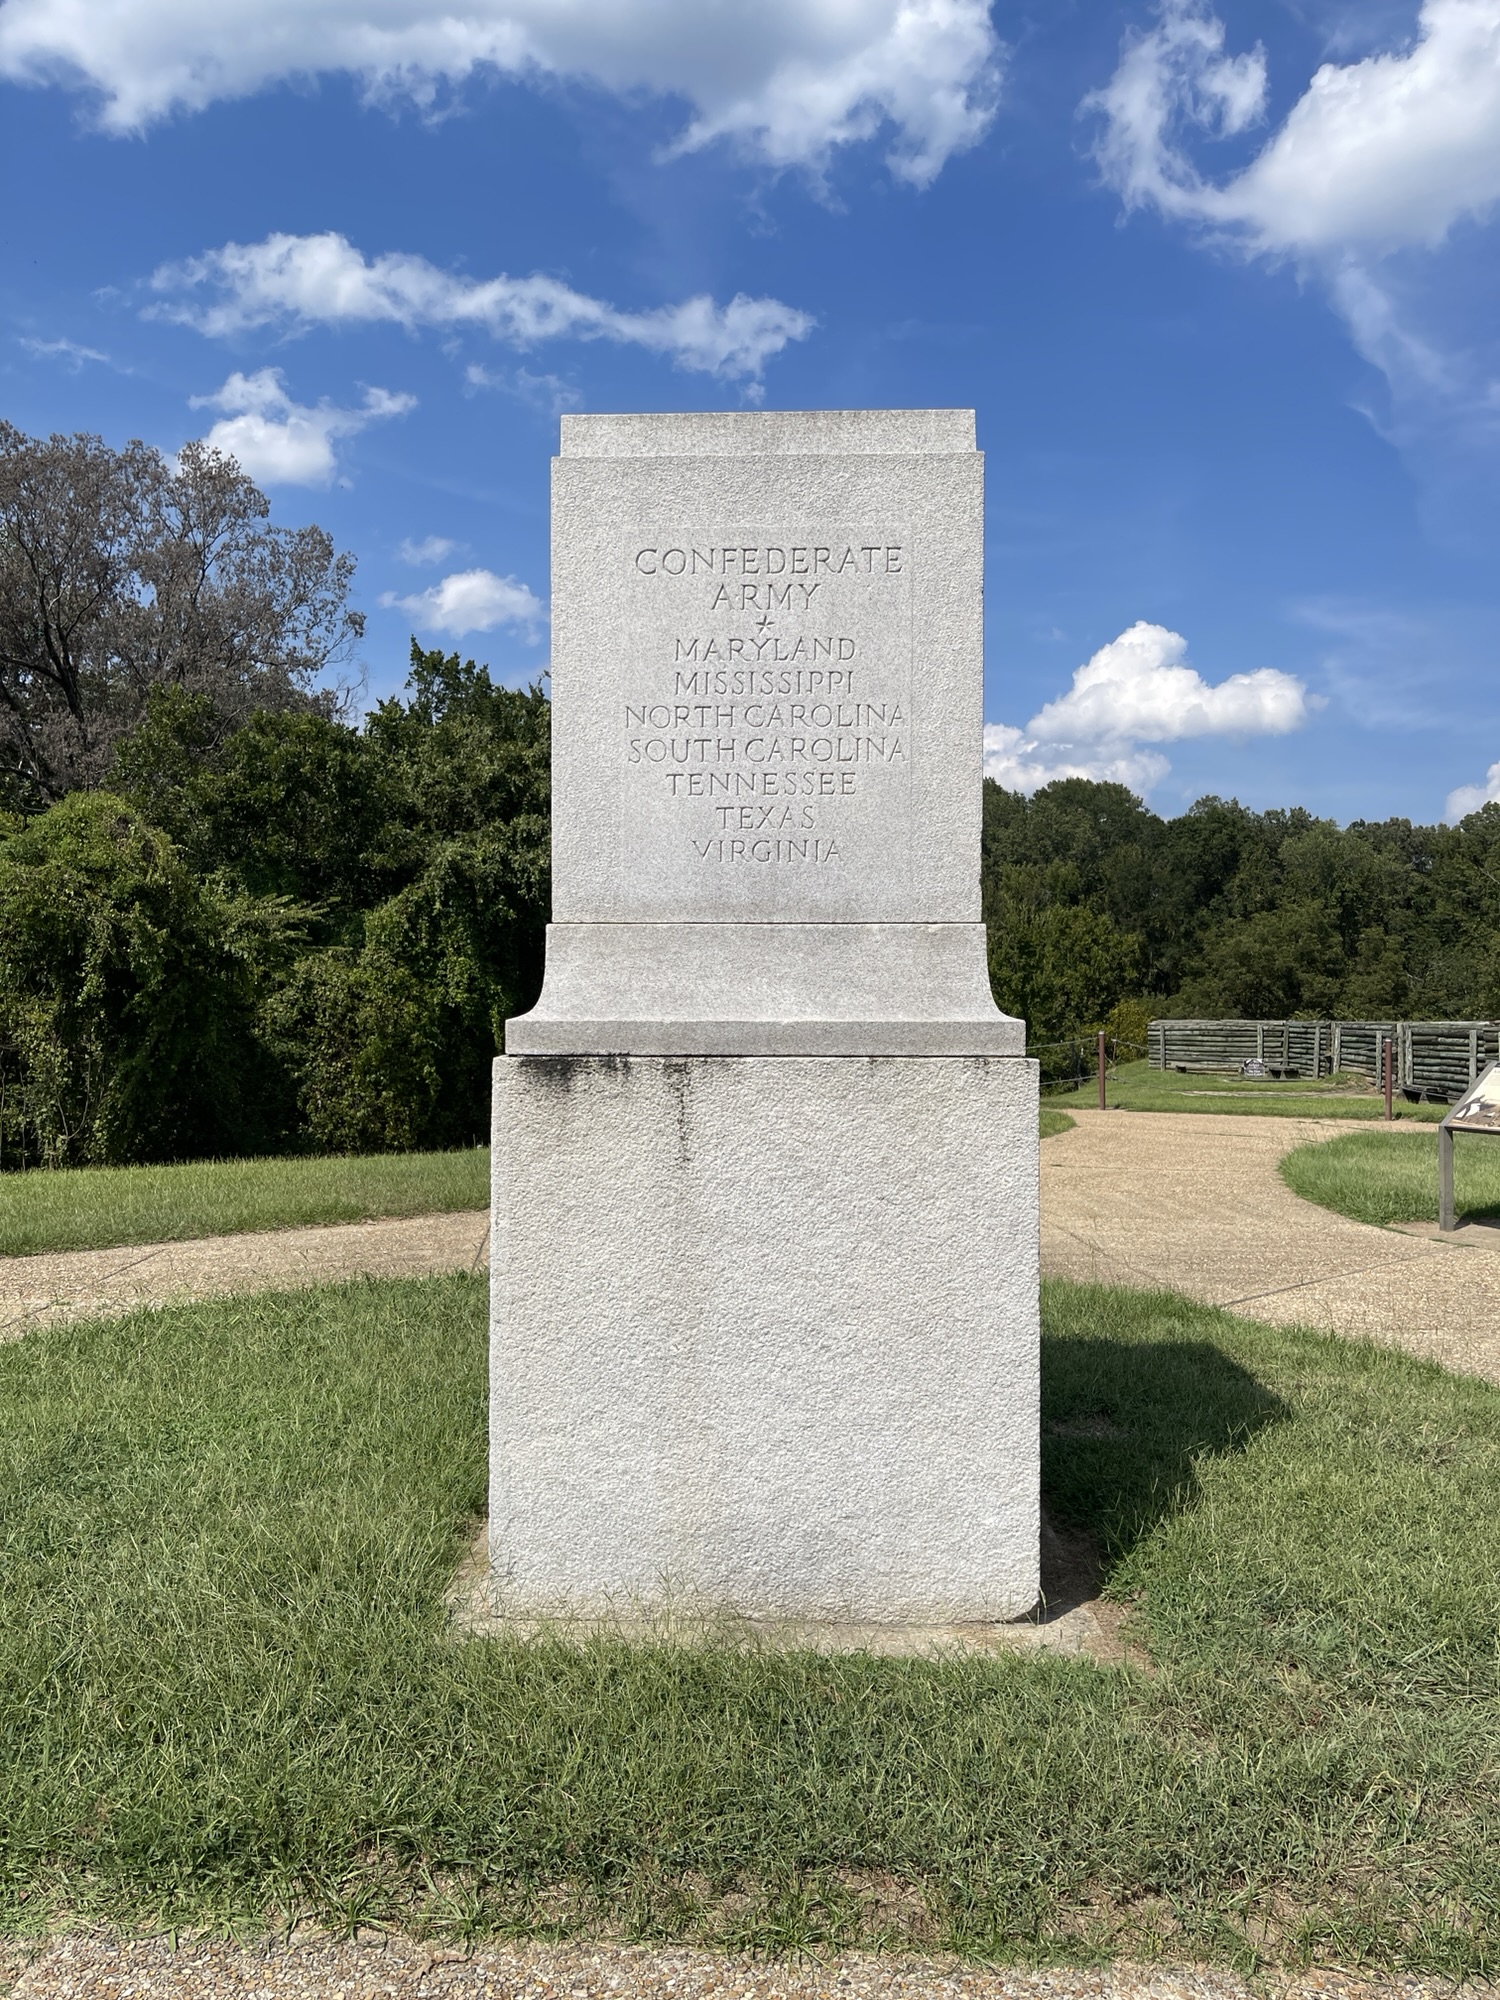 CONFEDERATE
ARMY
MARYLAND
MISSISSIPPI
NORTH CAROLINA
SOUTH CAROLINA
TENNESSEE
TEXAS
VIRGINIA